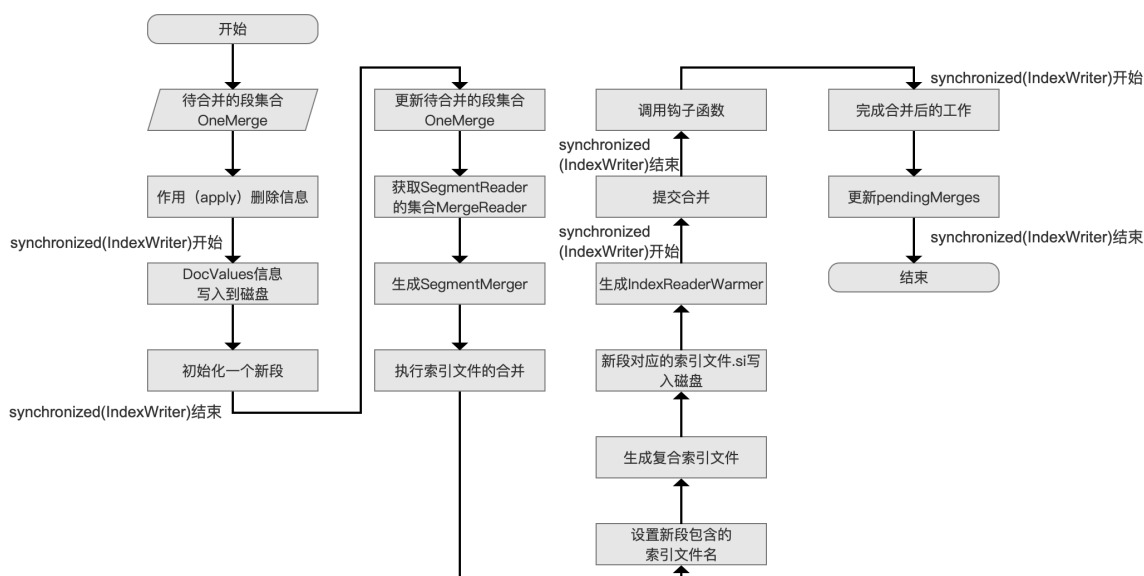 开始
待合并的段集合
OneMerge
作用（apply）删除信息
synchronized(IndexWriter)开始
DocValues信息
写入到磁盘
初始化一个新段
synchronized(IndexWriter)结束
更新待合并的段集合
OneMerge
获取SegmentReader
的集合MergeReader
生成SegmentMerger
执行索引文件的合并
设置新段包含的
索引文件名
生成复合索引文件
新段对应的索引文件.si写
入磁盘
生成IndexReaderWarmer
synchronized
(IndexWriter)开始
提交合并
synchronized
(IndexWriter)结束
调用钩子函数
synchronized(IndexWriter)开始
完成合并后的工作
更新pendingMerges
synchronized(IndexWriter)结束
结束